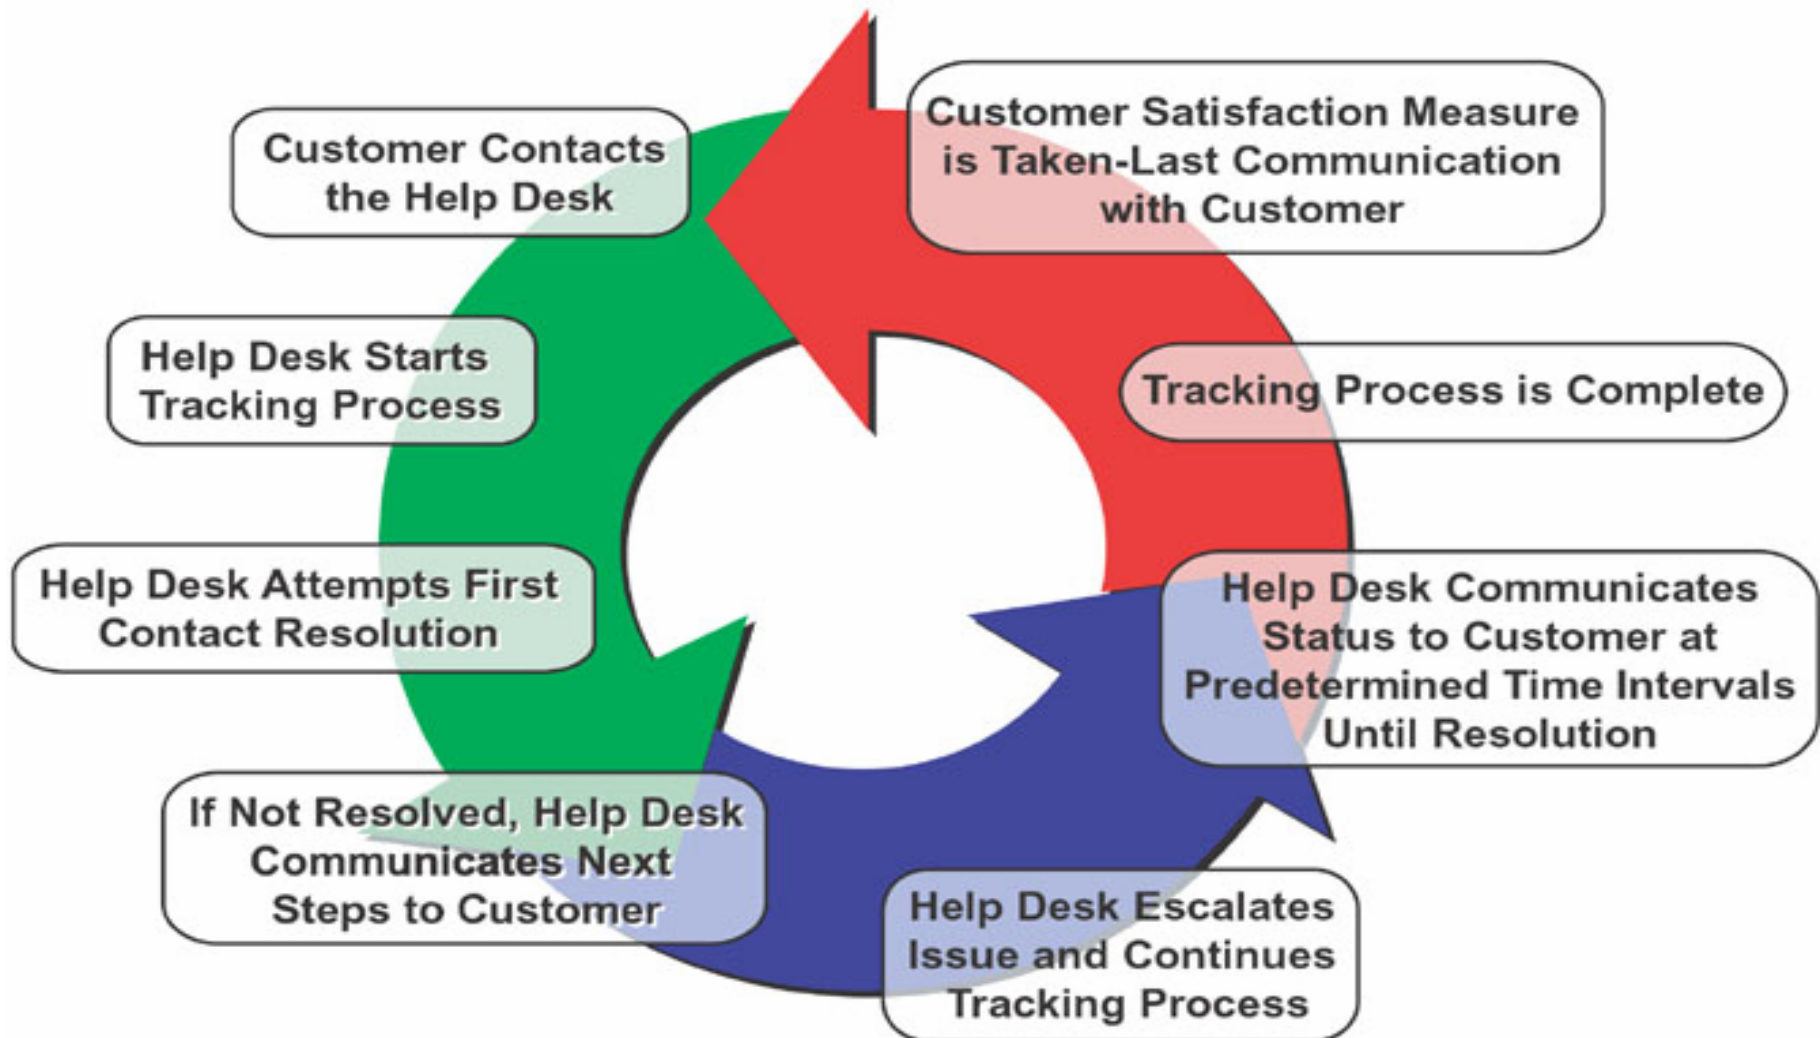 Customer Contacts
the Help Desk
Help Desk Starts
Tracking Process
Help Desk Attempts First
Contact Resolution
If Not Resolved, Help Desk
Communicates Next
Steps to Customer
Help Desk Escalates
Issue and Continues
Tracking Process
Help Desk Communicates
Status to Customer at
Predetermined Time Intervals
Until Resolution
Tracking Process is Complete
Customer Satisfaction Measure
is Taken-Last Communication
with Customer